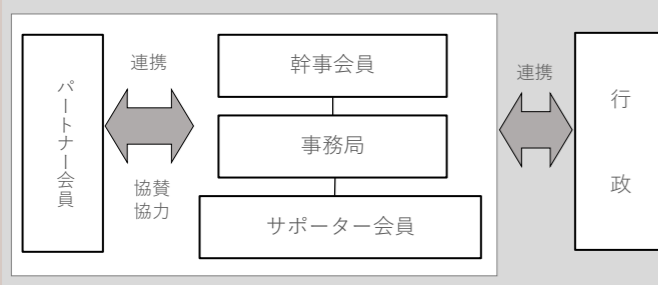 パートナー会員
連携
協賛
協力
幹事会員
事務局
サポーター会員
連携
行政